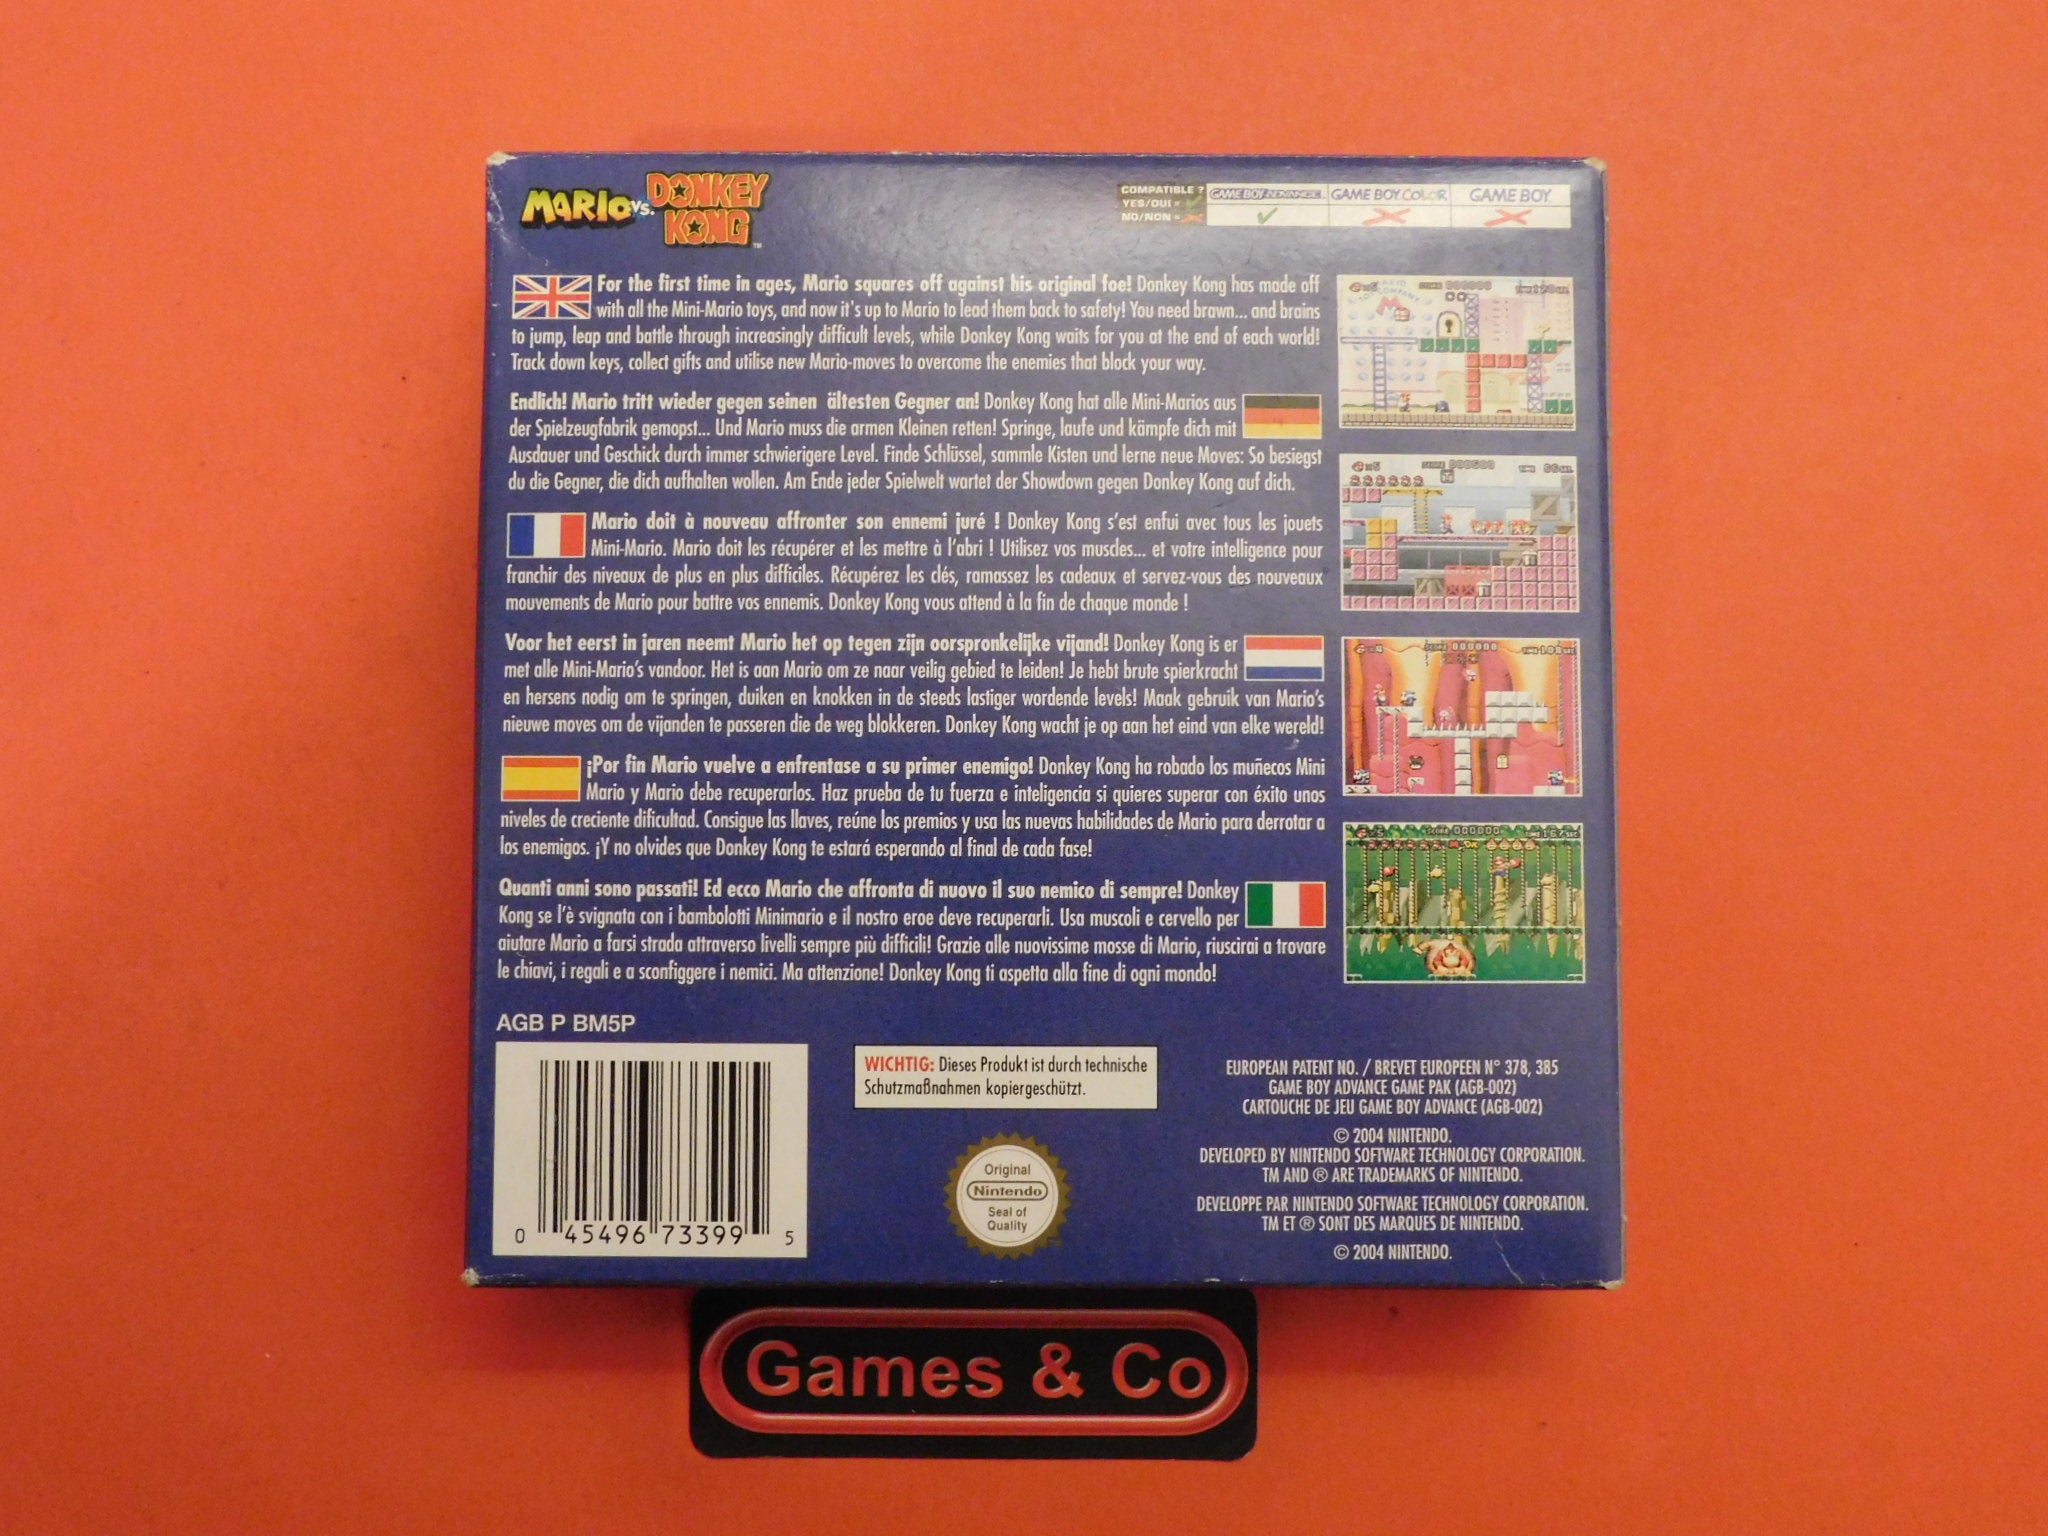 MARIO VS. DONKEY KONG ™
COMPATIBLE ?
YES/OUI = ✓
NO/NON = ✗
GAME BOY ADVANCE
GAME BOY COLOR
GAME BOY
For the first time in ages, Mario squares off against his original foe! Donkey Kong has made off
with all the Mini-Mario toys, and now it's up to Mario to lead them back to safety! You need brawn... and brains
to jump, leap and battle through increasingly difficult levels, while Donkey Kong waits for you at the end of each world!
Track down keys, collect gifts and utilise new Mario-moves to overcome the enemies that block your way.
Endlich! Mario tritt wieder gegen seinen ältesten Gegner an! Donkey Kong hat alle Mini-Marios aus
der Spielzeugfabrik gemopst... Und Mario muss die armen Kleinen retten! Springe, laufe und kämpfe dich mit
Ausdauer und Geschick durch immer schwierigere Level. Finde Schlüssel, sammle Kisten und lerne neue Moves: So besiegst
du die Gegner, die dich aufhalten wollen. Am Ende jeder Spielwelt wartet der Showdown gegen Donkey Kong auf dich.
Mario doit à nouveau affronter son ennemi juré ! Donkey Kong s'est enfui avec tous les jouets
Mini-Mario. Mario doit les récupérer et les mettre à l'abri ! Utilisez vos muscles... et votre intelligence pour
franchir des niveaux de plus en plus difficiles. Récupérez les clés, ramassez les cadeaux et servez-vous des nouveaux
mouvements de Mario pour battre vos ennemis. Donkey Kong vous attend à la fin de chaque monde !
Voor het eerst in jaren neemt Mario het op tegen zijn oorspronkelijke vijand! Donkey Kong is er
met alle Mini-Mario's vandoor. Het is aan Mario om ze naar veilig gebied te leiden! Je hebt brute spierkracht
en hersens nodig om te springen, duiken en knokken in de steeds lastiger wordende levels! Maak gebruik van Mario's
nieuwe moves om de vijanden te passeren die de weg blokkeren. Donkey Kong wacht je op aan het eind van elke wereld!
¡Por fin Mario vuelve a enfrentase a su primer enemigo! Donkey Kong ha robado los muñecos Mini
Mario y Mario debe recuperarlos. Haz prueba de tu fuerza e inteligencia si quieres superar con éxito unos
niveles de creciente dificultad. Consigue las llaves, reúne los premios y usa las nuevas habilidades de Mario para derrotar a
los enemigos. ¡Y no olvides que Donkey Kong te estará esperando al final de cada fase!
Quanti anni sono passati! Ed ecco Mario che affronta di nuovo il suo nemico di sempre! Donkey
Kong se l'è svignata con i bambolotti Minimario e il nostro eroe deve recuperarli. Usa muscoli e cervello per
aiutare Mario a farsi strada attraverso livelli sempre più difficili! Grazie alle nuovissime mosse di Mario, riuscirai a trovare
le chiavi, i regali e a sconfiggere i nemici. Ma attenzione! Donkey Kong ti aspetta alla fine di ogni mondo!
AGB P BM5P
0 45496 73399 5
WICHTIG: Dieses Produkt ist durch technische
Schutzmaßnahmen kopiergeschützt.
Original
Nintendo
Seal of
Quality
EUROPEAN PATENT NO. / BREVET EUROPEEN N° 378, 385
GAME BOY ADVANCE GAME PAK (AGB-002)
CARTOUCHE DE JEU GAME BOY ADVANCE (AGB-002)
© 2004 NINTENDO.
DEVELOPED BY NINTENDO SOFTWARE TECHNOLOGY CORPORATION.
TM AND ® ARE TRADEMARKS OF NINTENDO.
DEVELOPPE PAR NINTENDO SOFTWARE TECHNOLOGY CORPORATION.
TM ET ® SONT DES MARQUES DE NINTENDO.
© 2004 NINTENDO.
Games & Co